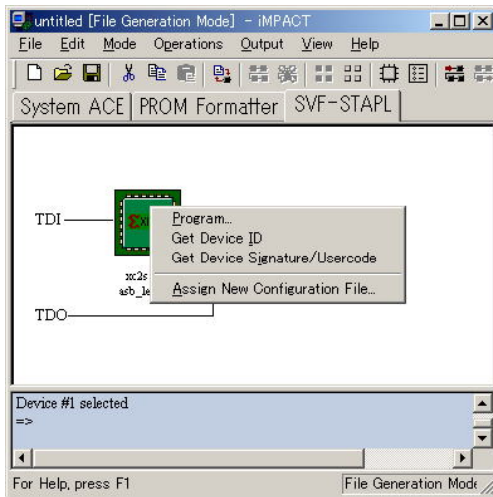 untitled [File Generation Mode] - iMPACT
File Edit Mode Operations Output View Help
System ACE PROM Formatter SVF-STAPL
TDI
Program...
Get Device ID
Get Device Signature/Usercode
xc2s
asb_le
Assign New Configuration File...
TDO
Device #1 selected
=>
For Help, press F1
File Generation Mode